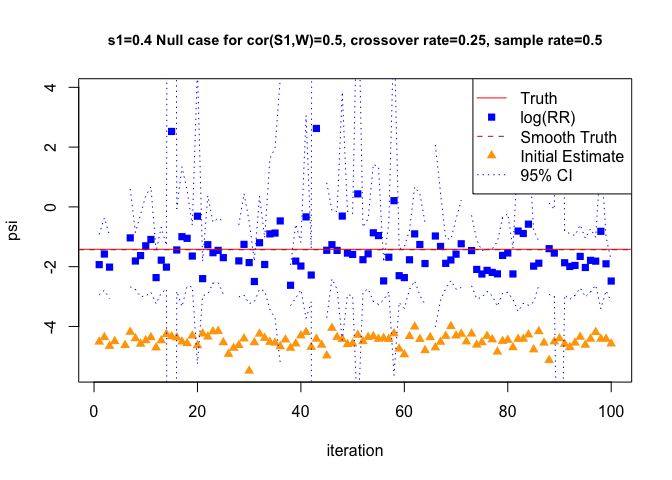 s1=0.4 Null case for cor(S1,W)=0.5, crossover rate=0.25, sample rate=0.5
Truth
log(RR)
Smooth Truth
Initial Estimate
95% CI
psi
4
2
0
-2
-4
0 20 40 60 80 100
iteration